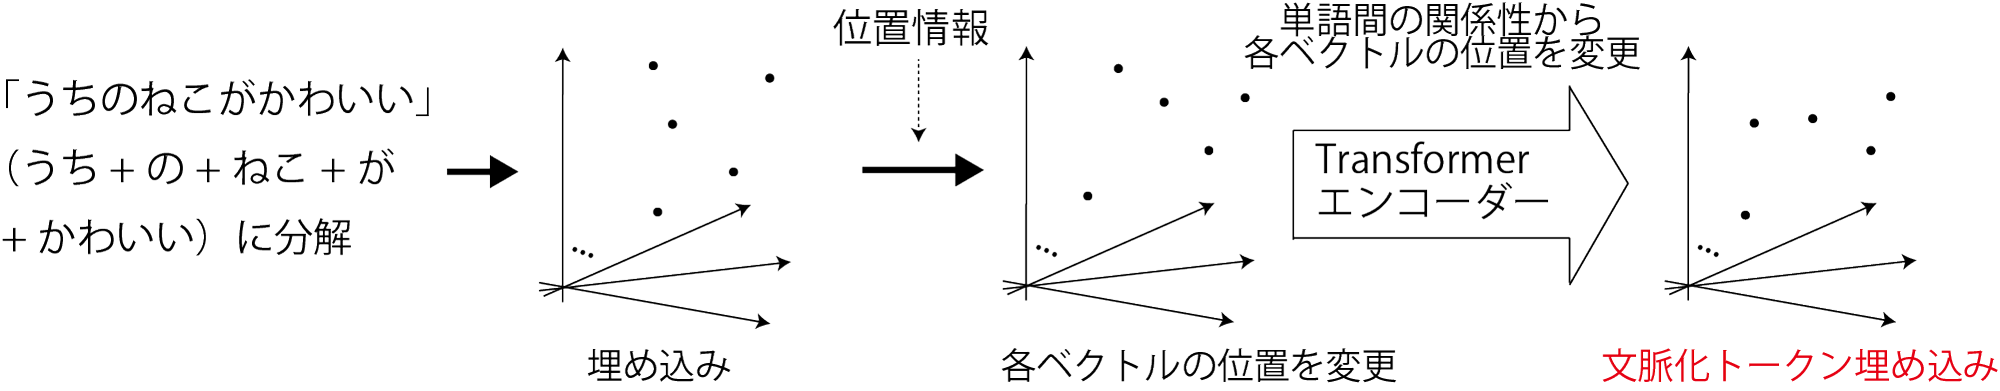 「うちのねこがかわいい」
（うち＋の＋ねこ＋が
＋かわいい）に分解
埋め込み
位置情報
各ベクトルの位置を変更
単語間の関係性から
各ベクトルの位置を変更
Transformer
エンコーダー
文脈化トークン埋め込み